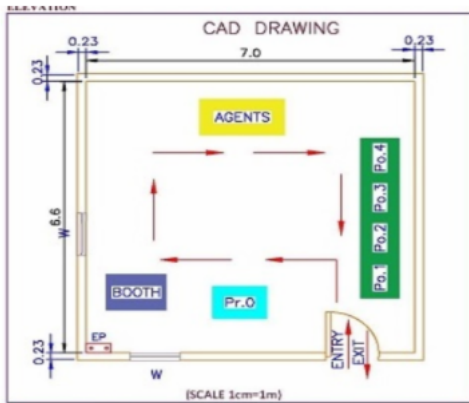 ELEVATION
CAD DRAWING
0.23
7.0
0.23
0.23
AGENTS
Po.4
Po.3
Po.2
Po.1
6.6
W
BOOTH
Pr.O
EP
0.23
W
ENTRY
EXIT
(SCALE 1cm=1m)